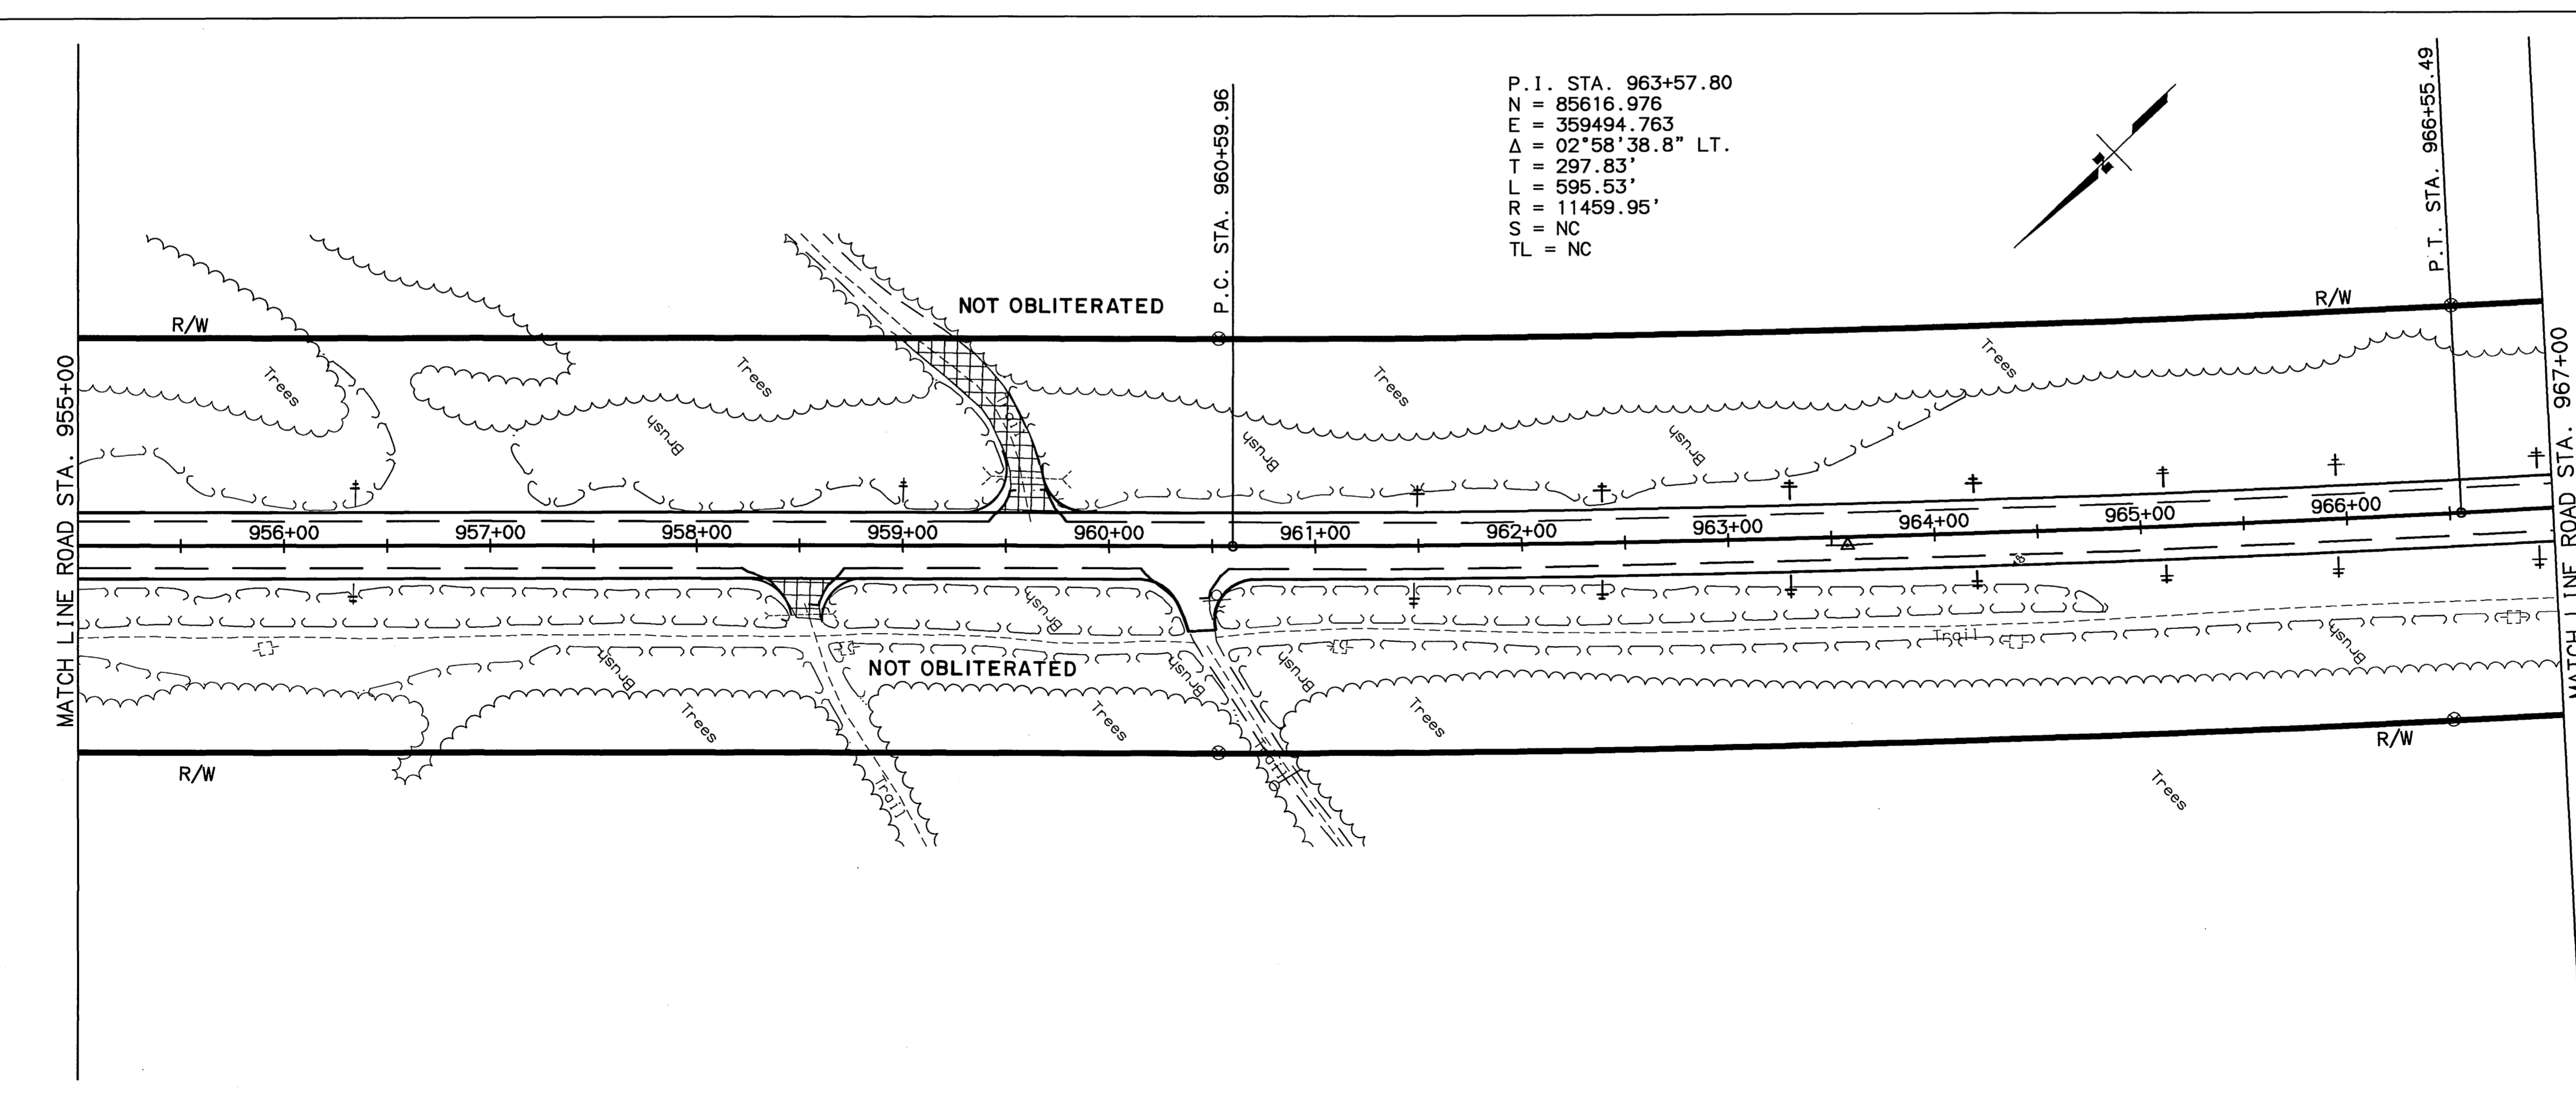 P.I. STA. 963+57.80
N = 85616.976
E = 359494.763
Δ = 02°58'38.8" LT.
T = 297.83'
L = 595.53'
R = 11459.95'
S = NC
TL = NC
P.C. STA. 960+59.96
P.T. STA. 966+55.49
MATCH LINE ROAD STA. 955+00
MATCH LINE ROAD STA. 967+00
NOT OBLITERATED
R/W
R/W
Trees
Trees
Trees
Trees
Brush
Brush
Brush
956+00
957+00
958+00
959+00
960+00
961+00
962+00
963+00
964+00
965+00
966+00
Brush
Trail
NOT OBLITERATED
Brush
Brush
Brush
Brush
Trees
Trees
Trees
R/W
R/W
Trail
Trail
Trees